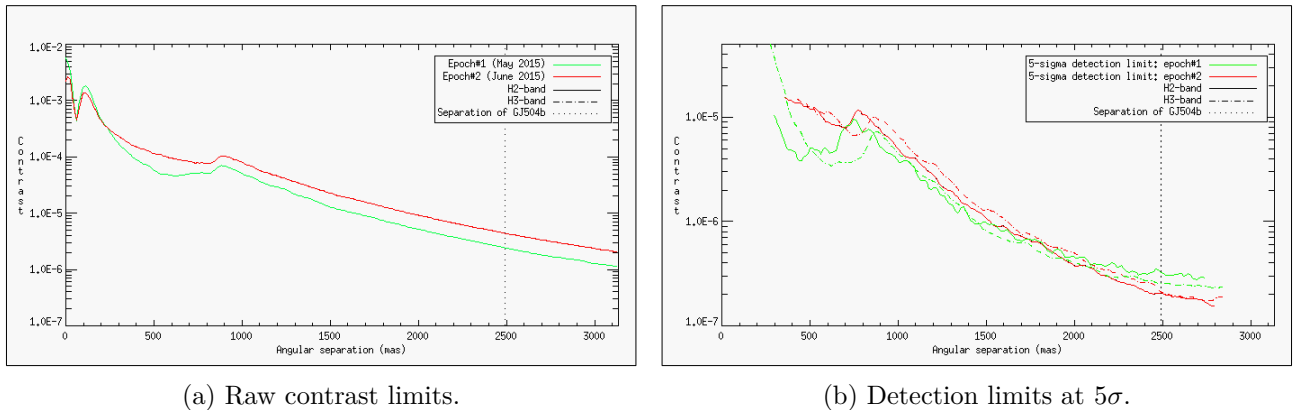 1.0E-2
1.0E-3
1.0E-4
1.0E-5
1.0E-6
1.0E-7
Contrast
Epoch#1 (May 2015)
Epoch#2 (June 2015)
H2-band
H3-band
Separation of GJ504b
0
500
1000
1500
2000
2500
3000
Angular separation (mas)
(a) Raw contrast limits.
1.0E-5
1.0E-6
1.0E-7
Contrast
5-sigma detection limit: epoch#1
5-sigma detection limit: epoch#2
H2-band
H3-band
Separation of GJ504b
0
500
1000
1500
2000
2500
3000
Angular separation (mas)
(b) Detection limits at 5σ.